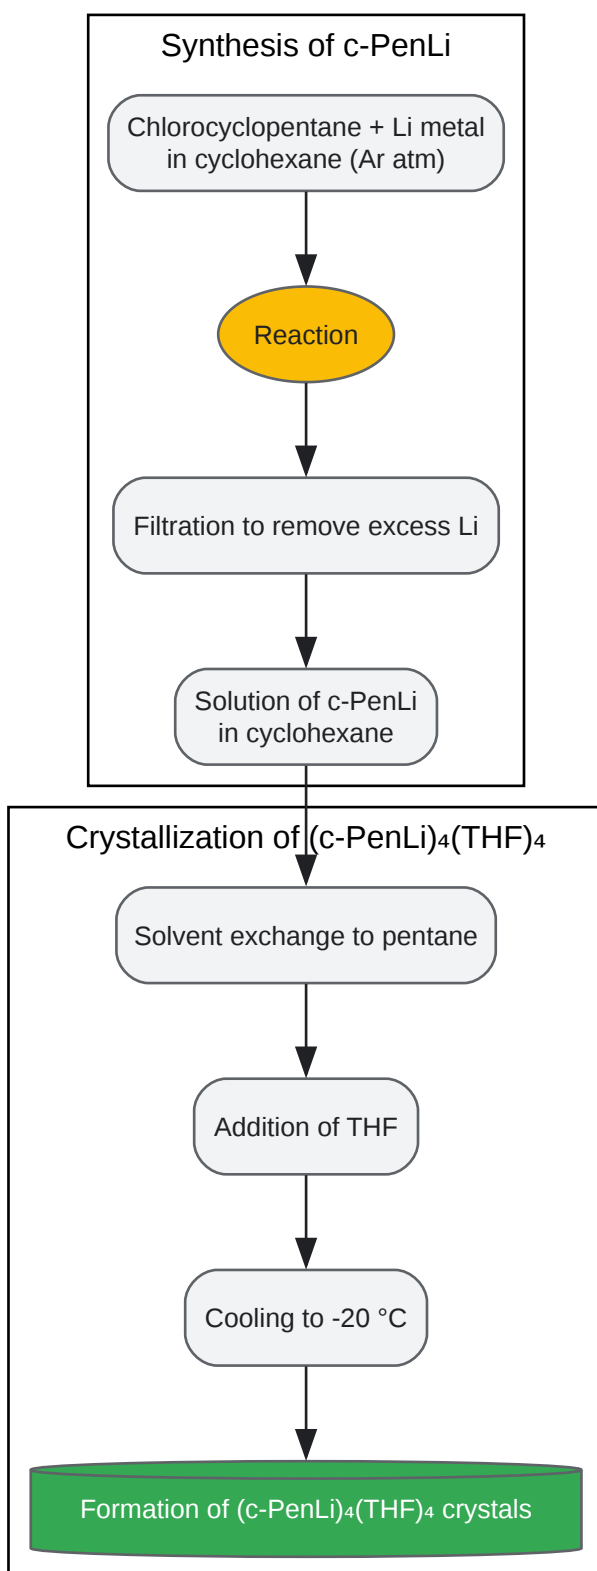 Synthesis of c-PenLi
Chlorocyclopentane + Li metal
in cyclohexane (Ar atm)
Reaction
Filtration to remove excess Li
Solution of c-PenLi
in cyclohexane
Crystallization of (c-PenLi)₄(THF)₄
Solvent exchange to pentane
Addition of THF
Cooling to -20 °C
Formation of (c-PenLi)₄(THF)₄ crystals